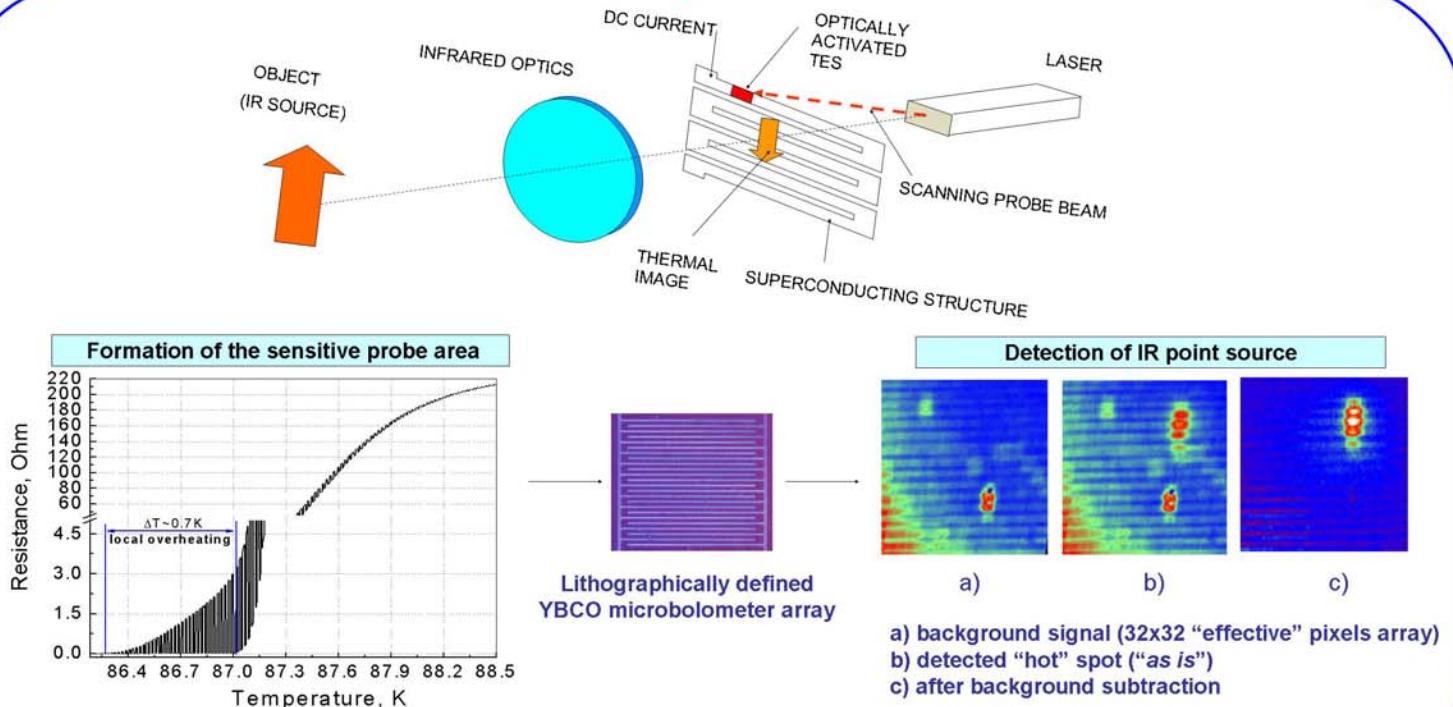 DC CURRENT
OPTICALLY
ACTIVATED
TES
LASER
INFRARED OPTICS
OBJECT
(IR SOURCE)
SCANNING PROBE BEAM
THERMAL
IMAGE
SUPERCONDUCTING STRUCTURE
Formation of the sensitive probe area
Detection of IR point source
220
200
180
160
140
120
100
80
60
4.5
3.0
1.5
0.0
Resistance, Ohm
ΔT~0.7K
local overheating
86.4 86.7 87.0 87.3 87.6 87.9 88.2 88.5
Temperature, K
Lithographically defined
YBCO microbolometer array
a) b) c)
a) background signal (32x32 “effective” pixels array)
b) detected “hot” spot (“as is”)
c) after background subtraction